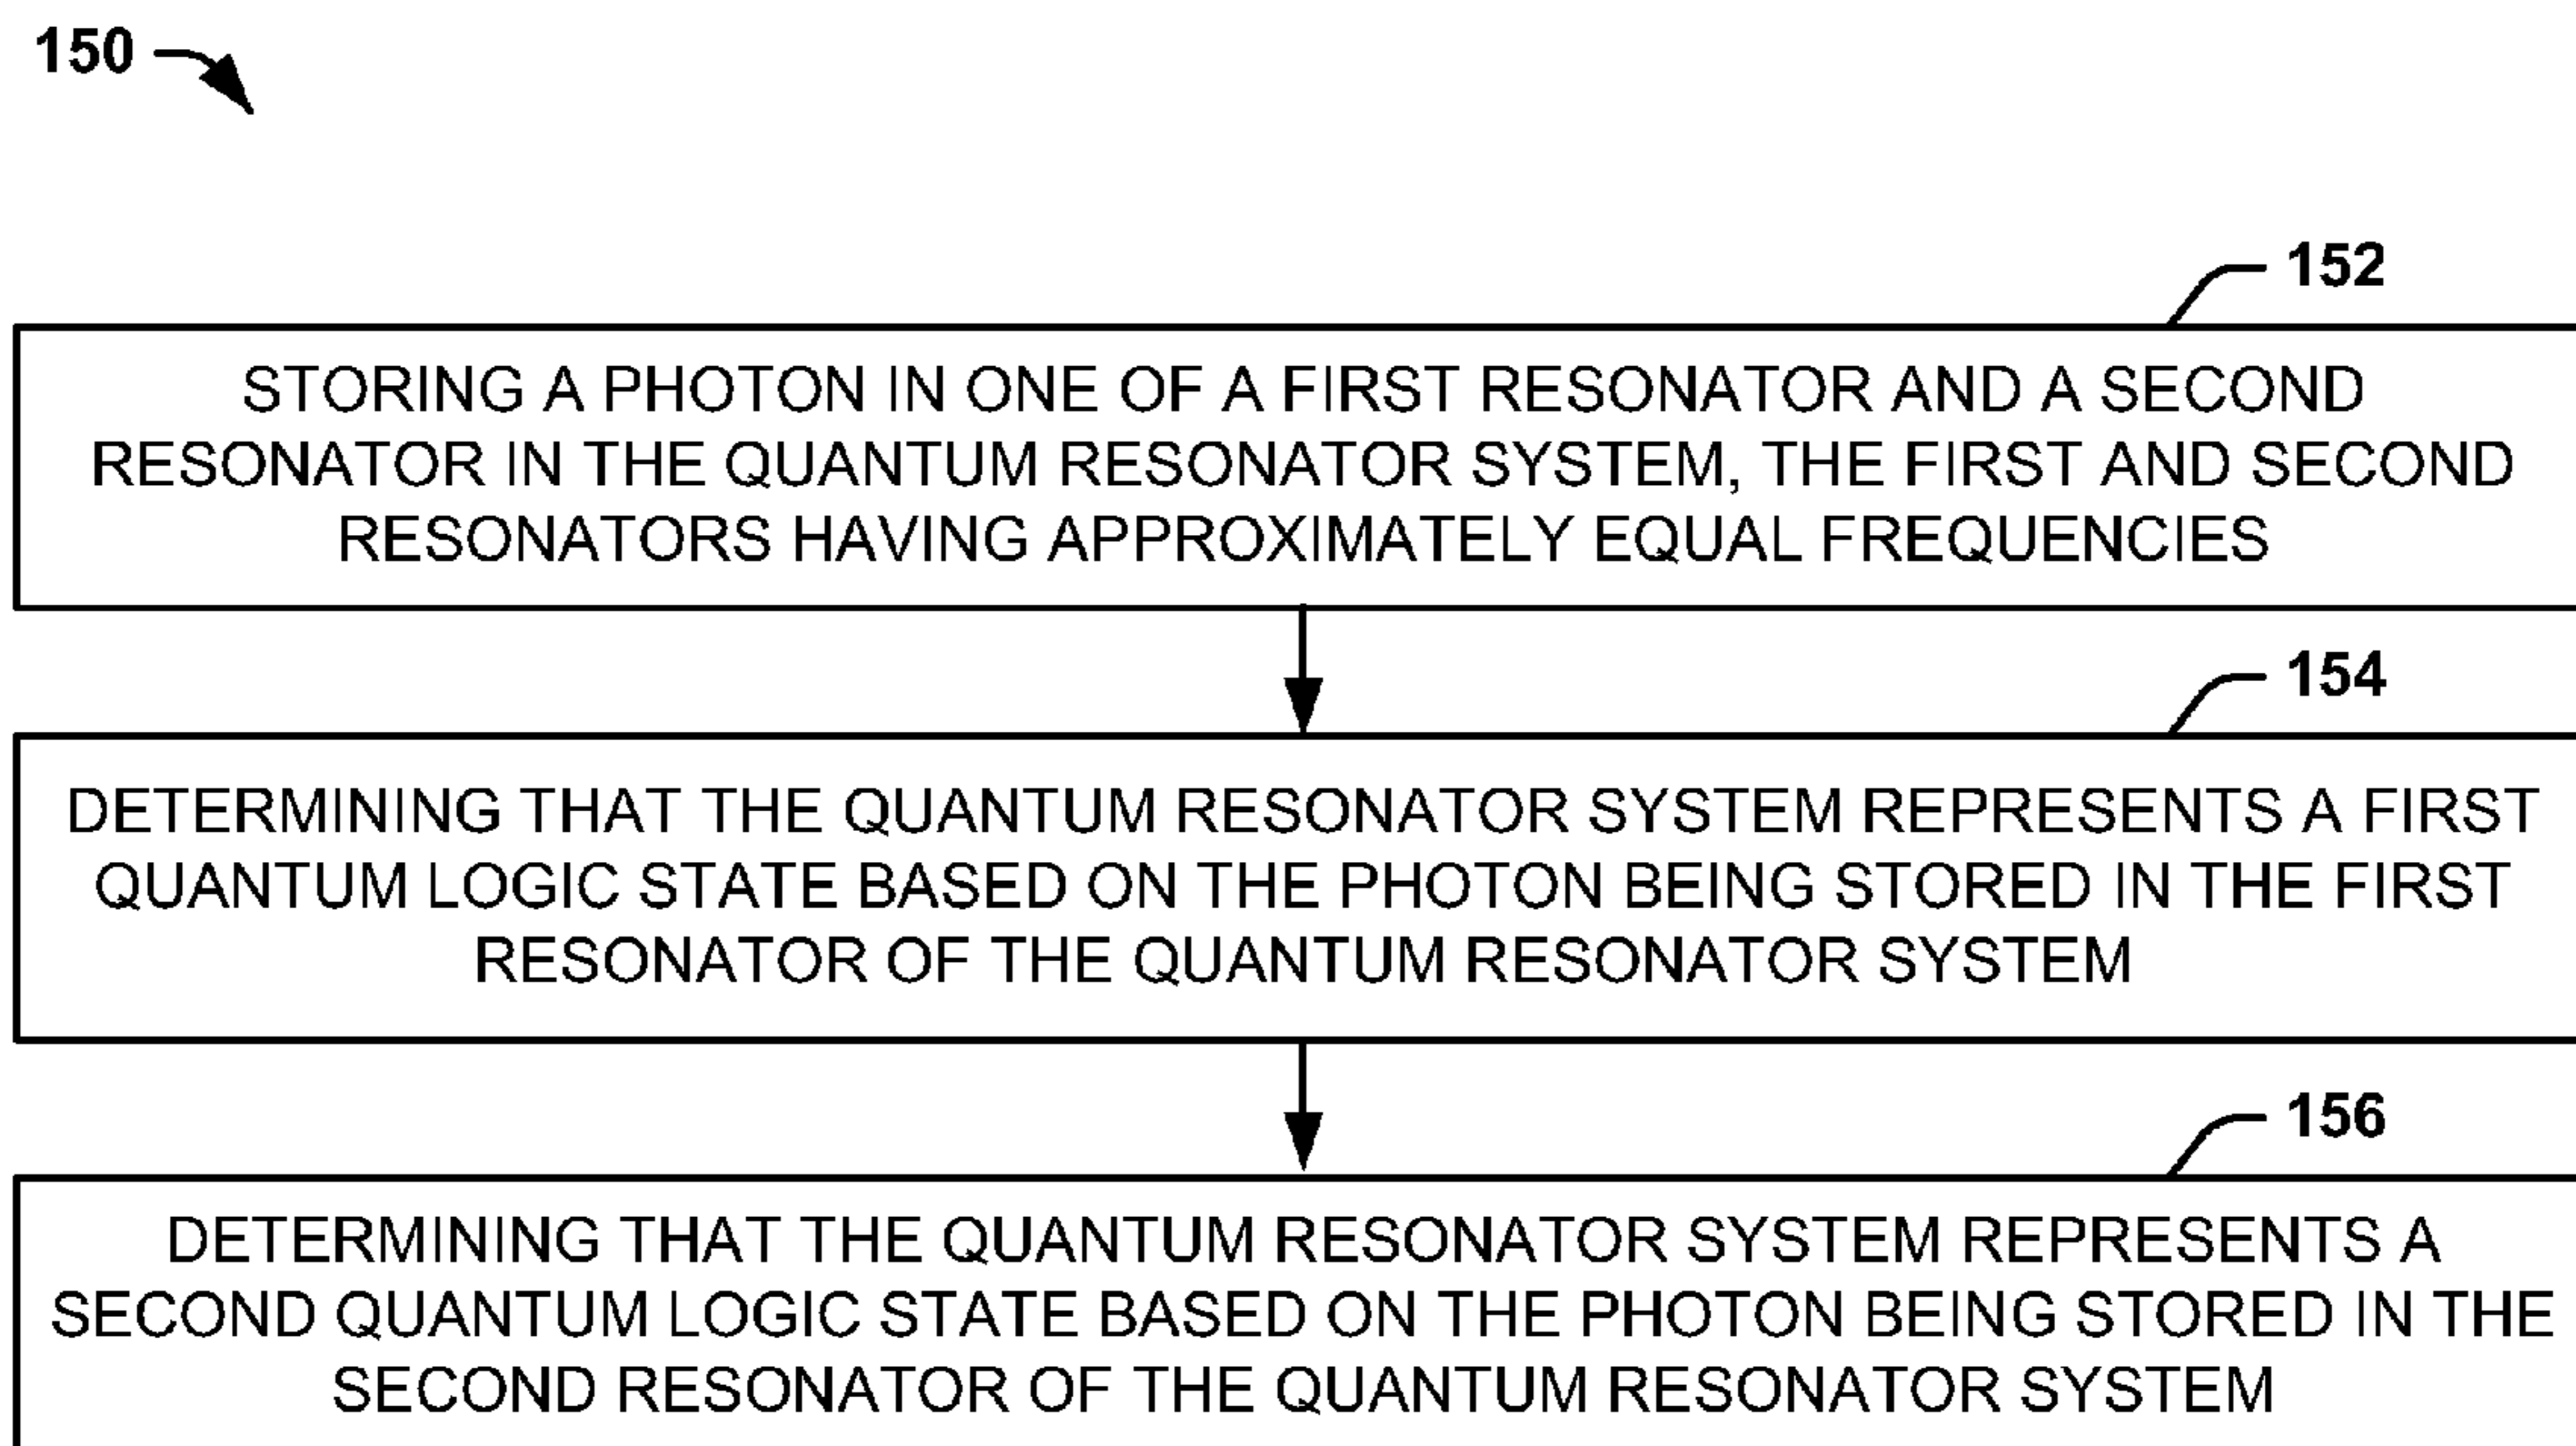 150
152
STORING A PHOTON IN ONE OF A FIRST RESONATOR AND A SECOND
RESONATOR IN THE QUANTUM RESONATOR SYSTEM, THE FIRST AND SECOND
RESONATORS HAVING APPROXIMATELY EQUAL FREQUENCIES
154
DETERMINING THAT THE QUANTUM RESONATOR SYSTEM REPRESENTS A FIRST
QUANTUM LOGIC STATE BASED ON THE PHOTON BEING STORED IN THE FIRST
RESONATOR OF THE QUANTUM RESONATOR SYSTEM
156
DETERMINING THAT THE QUANTUM RESONATOR SYSTEM REPRESENTS A
SECOND QUANTUM LOGIC STATE BASED ON THE PHOTON BEING STORED IN THE
SECOND RESONATOR OF THE QUANTUM RESONATOR SYSTEM